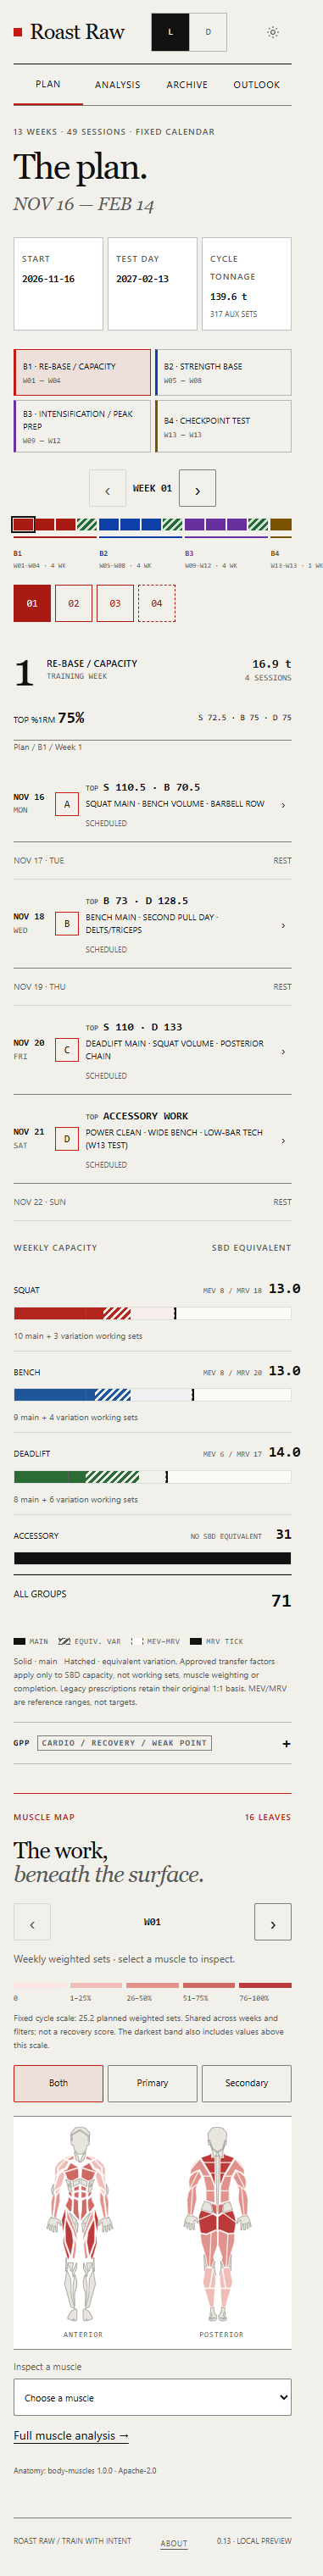 Roast Raw
L D
PLAN ANALYSIS ARCHIVE OUTLOOK
13 WEEKS · 49 SESSIONS · FIXED CALENDAR
The plan.
NOV 16 — FEB 14
START
2026-11-16
TEST DAY
2027-02-13
CYCLE
TONNAGE
139.6 t
317 AUX SETS
B1 · RE-BASE / CAPACITY
W01 — W04
B2 · STRENGTH BASE
W05 — W08
B3 · INTENSIFICATION / PEAK
PREP
W09 — W12
B4 · CHECKPOINT TEST
W13 — W13
‹ WEEK 01 ›
B1 B2 B3 B4
W01-W04 · 4 WK W05-W08 · 4 WK W09-W12 · 4 WK W13-W13 · 1 WK
01 02 03 04
1 RE-BASE / CAPACITY 16.9 t
TRAINING WEEK 4 SESSIONS
TOP %1RM 75% S 72.5 · B 75 · D 75
Plan / B1 / Week 1
NOV 16
MON
A
TOP S 110.5 · B 70.5
SQUAT MAIN · BENCH VOLUME · BARBELL ROW
SCHEDULED
›
NOV 17 · TUE REST
NOV 18
WED
B
TOP B 73 · D 128.5
BENCH MAIN · SECOND PULL DAY ·
DELTS/TRICEPS
SCHEDULED
›
NOV 19 · THU REST
NOV 20
FRI
C
TOP S 110 · D 133
DEADLIFT MAIN · SQUAT VOLUME · POSTERIOR
CHAIN
SCHEDULED
›
NOV 21
SAT
D
TOP ACCESSORY WORK
POWER CLEAN · WIDE BENCH · LOW-BAR TECH
(W13 TEST)
SCHEDULED
›
NOV 22 · SUN REST
WEEKLY CAPACITY SBD EQUIVALENT
SQUAT MEV 8 / MRV 18 13.0
10 main + 3 variation working sets
BENCH MEV 8 / MRV 20 13.0
9 main + 4 variation working sets
DEADLIFT MEV 6 / MRV 17 14.0
8 main + 6 variation working sets
ACCESSORY NO SBD EQUIVALENT 31
ALL GROUPS 71
MAIN EQUIV. VAR MEV–MRV MRV TICK
Solid · main Hatched · equivalent variation. Approved transfer factors
apply only to SBD capacity, not working sets, muscle weighting or
completion. Legacy prescriptions retain their original 1:1 basis. MEV/MRV
are reference ranges, not targets.
GPP CARDIO / RECOVERY / WEAK POINT +
MUSCLE MAP 16 LEAVES
The work,
beneath the surface.
‹ W01 ›
Weekly weighted sets · select a muscle to inspect.
0 1–25% 26–50% 51–75% 76–100%
Fixed cycle scale: 25.2 planned weighted sets. Shared across weeks and
filters; not a recovery score. The darkest band also includes values above
this scale.
Both Primary Secondary
ANTERIOR POSTERIOR
Inspect a muscle
Choose a muscle
Full muscle analysis →
Anatomy: body-muscles 1.0.0 · Apache-2.0
ROAST RAW / TRAIN WITH INTENT ABOUT 0.13 · LOCAL PREVIEW